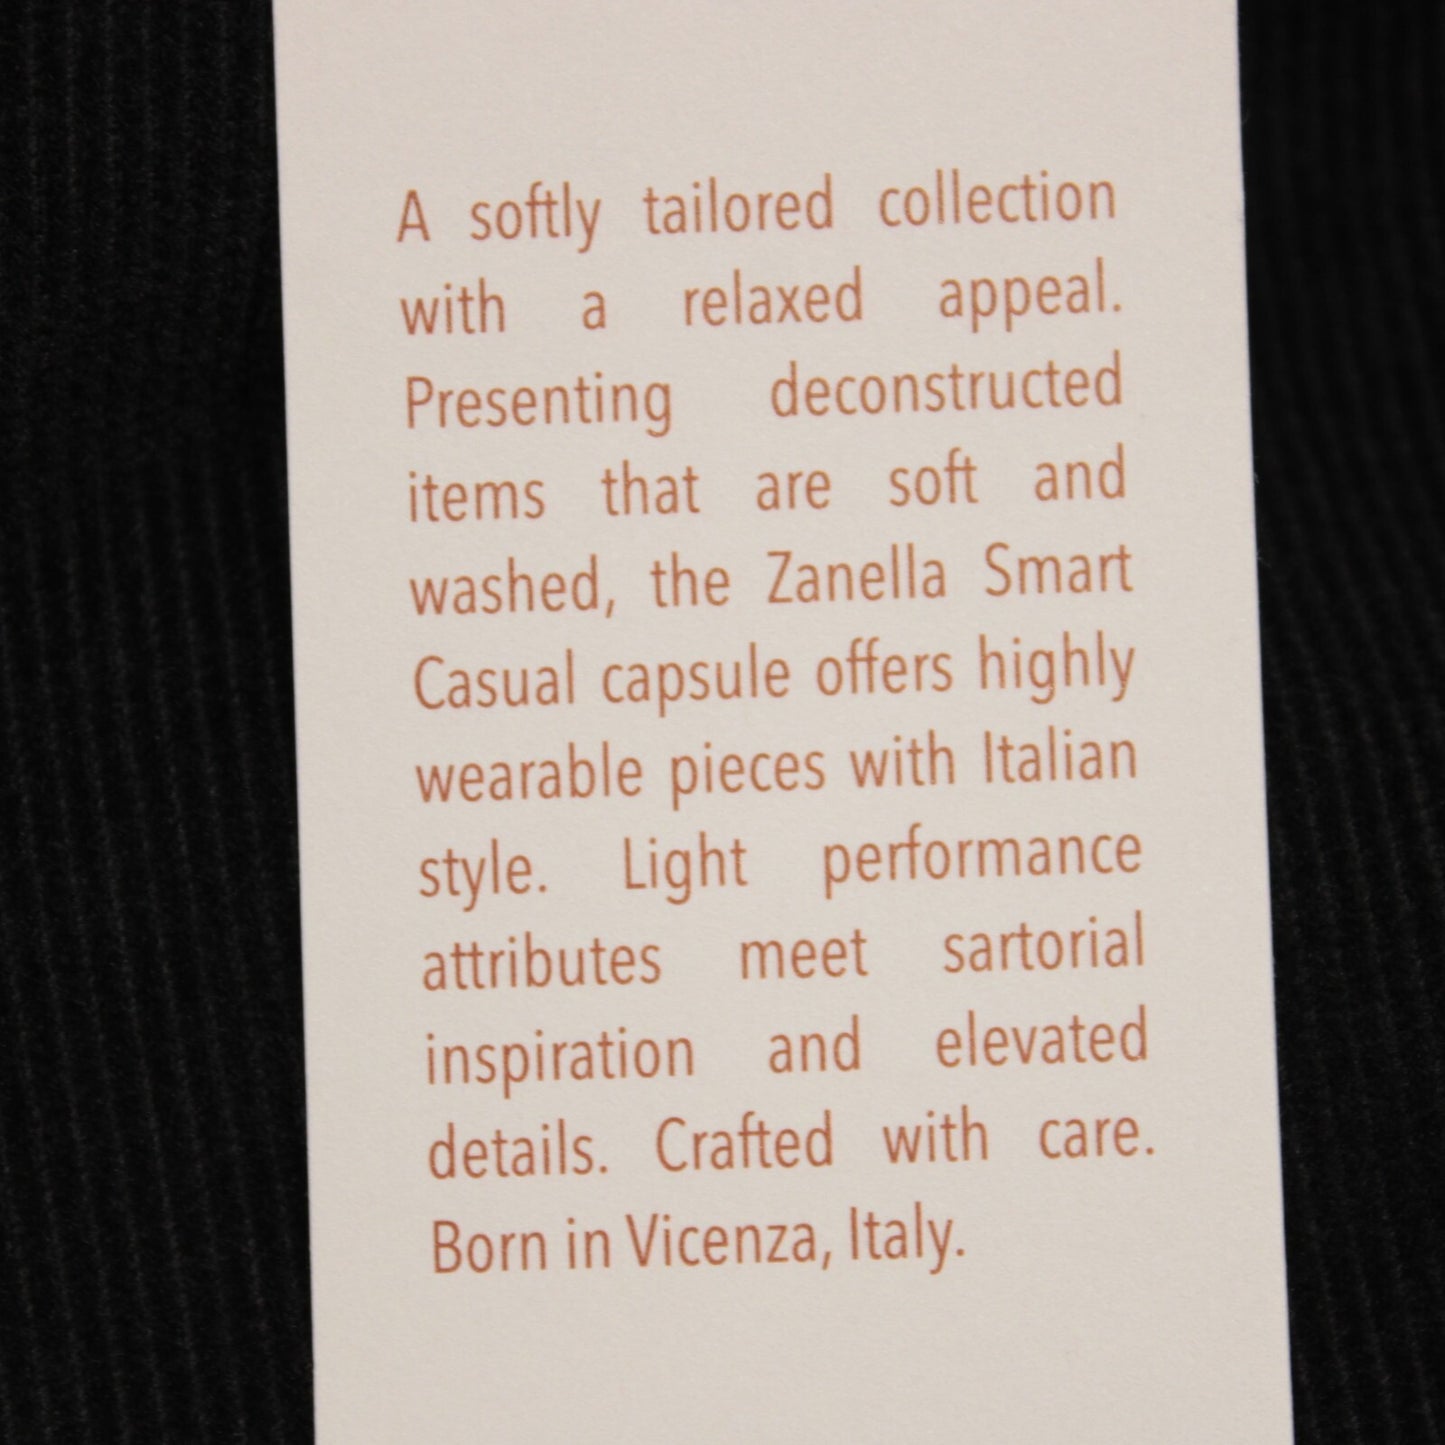 A softly tailored collection
with a relaxed appeal.
Presenting deconstructed
items that are soft and
washed, the Zanella Smart
Casual capsule offers highly
wearable pieces with Italian
style. Light performance
attributes meet sartorial
inspiration and elevated
details. Crafted with care.
Born in Vicenza, Italy.